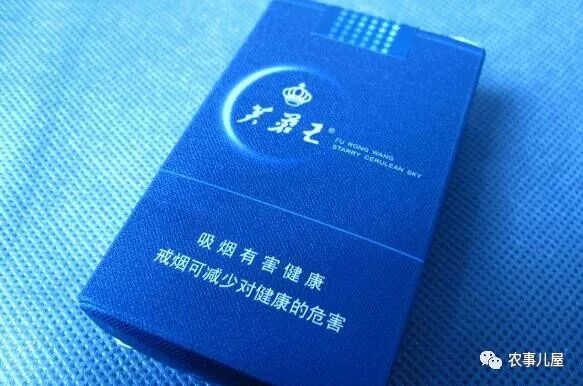 芙蓉王®
FU RONG WANG
STARRY CERULEAN SKY
吸烟有害健康
戒烟可减少对健康的危害
农事儿屋